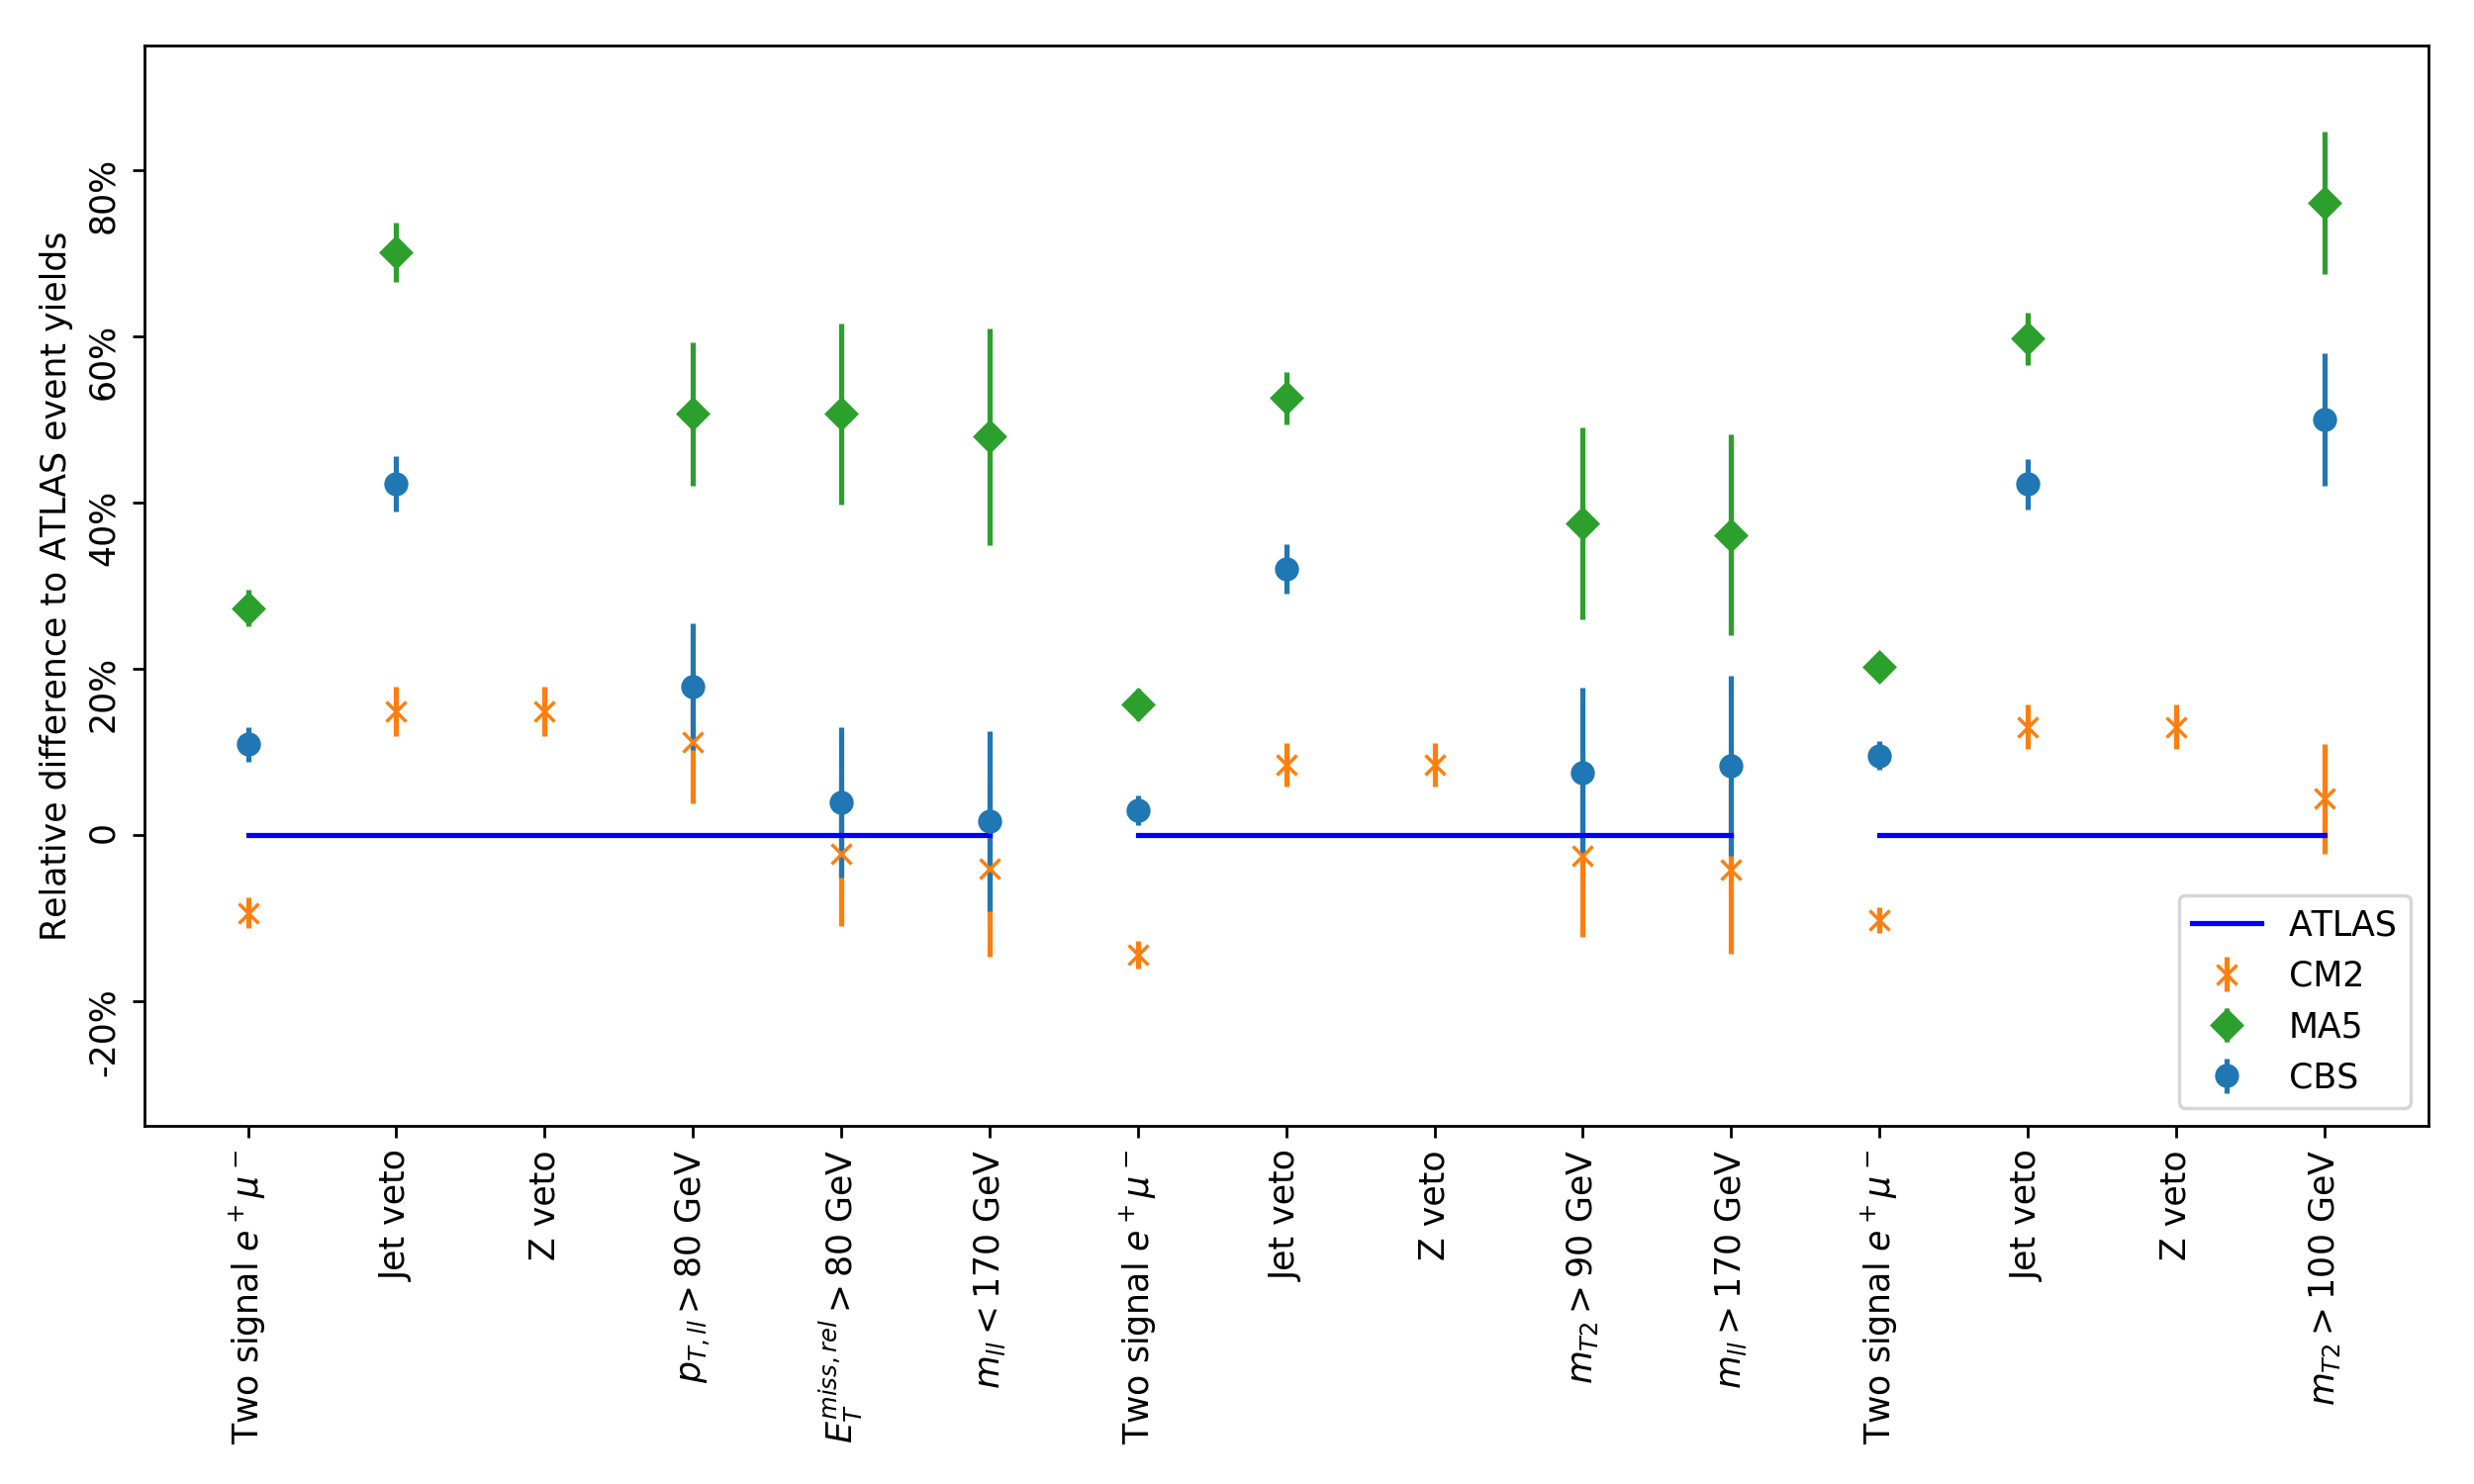 Relative difference to ATLAS event yields
80%
60%
40%
20%
0
-20%
Two signal e⁺μ⁻
Jet veto
Z veto
p_{T,ll} > 80 GeV
E_T^{miss,rel} > 80 GeV
m_{ll} < 170 GeV
Two signal e⁺μ⁻
Jet veto
Z veto
m_{T2} > 90 GeV
m_{ll} > 170 GeV
Two signal e⁺μ⁻
Jet veto
Z veto
m_{T2} > 100 GeV
ATLAS
CM2
MA5
CBS